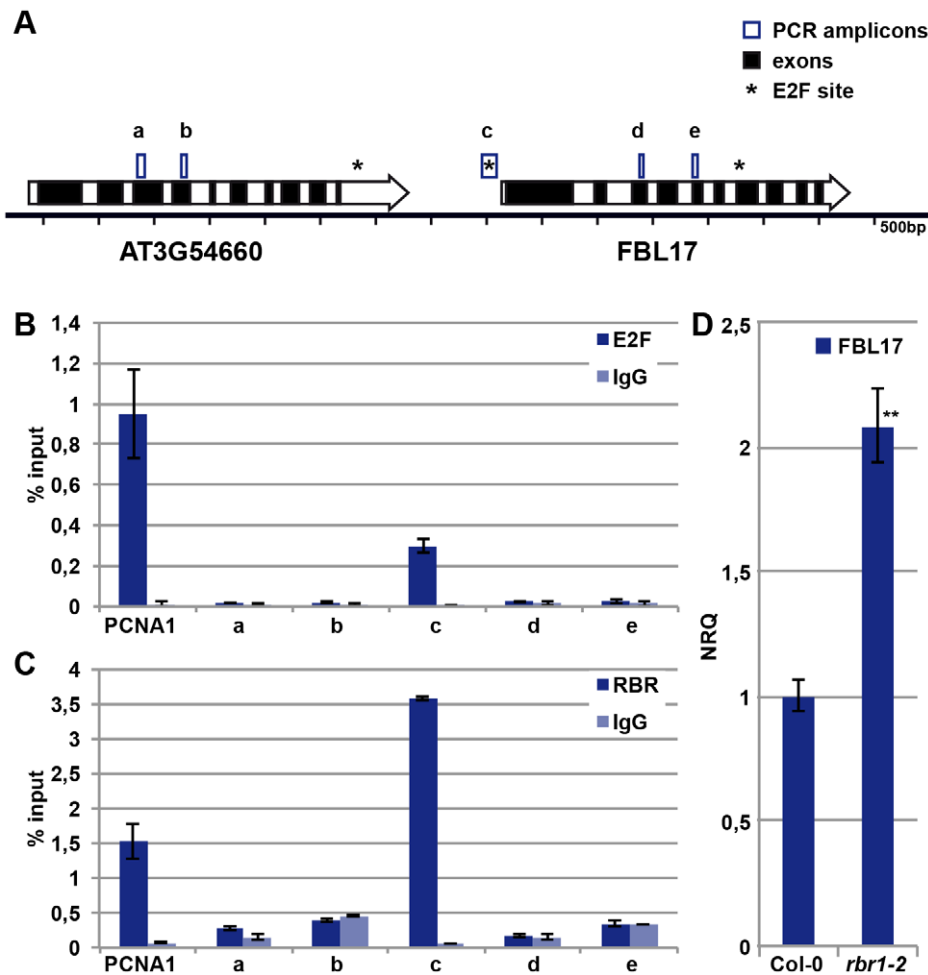 A
PCR amplicons
exons
* E2F site
a b c d e
* * *
500bp
AT3G54660 FBL17
B
1,4
1,2
1
0,8
0,6
0,4
0,2
0
% input
E2F
IgG
PCNA1 a b c d e
C
4
3,5
3
2,5
2
1,5
1
0,5
0
% input
RBR
IgG
PCNA1 a b c d e
D
2,5
2
1,5
1
0,5
0
NRQ
FBL17
**
Col-0 rbr1-2